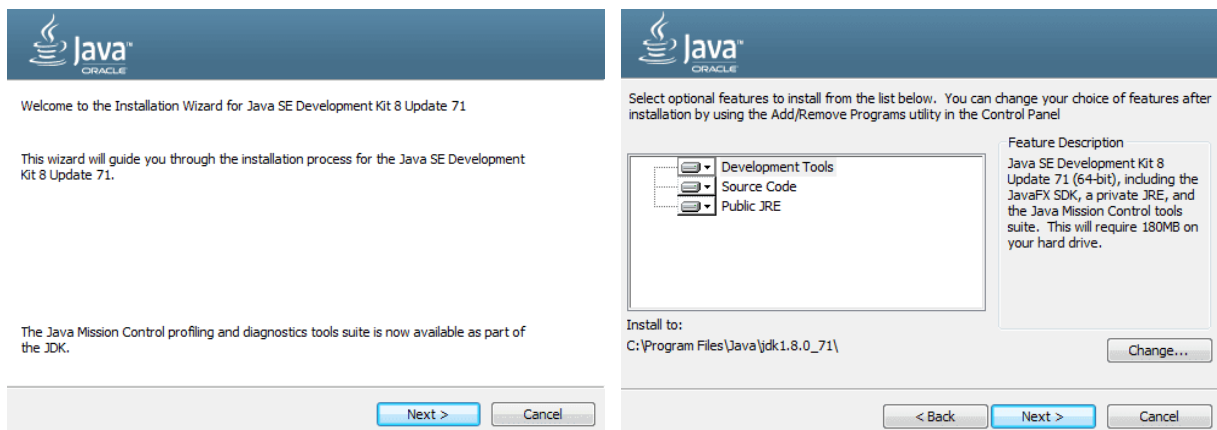 Java™
ORACLE
Welcome to the Installation Wizard for Java SE Development Kit 8 Update 71
This wizard will guide you through the installation process for the Java SE Development
Kit 8 Update 71.
The Java Mission Control profiling and diagnostics tools suite is now available as part of
the JDK.
Next >
Cancel
Java™
ORACLE
Select optional features to install from the list below.  You can change your choice of features after
installation by using the Add/Remove Programs utility in the Control Panel
Development Tools
Source Code
Public JRE
Feature Description
Java SE Development Kit 8
Update 71 (64-bit), including the
JavaFX SDK, a private JRE, and
the Java Mission Control tools
suite.  This will require 180MB on
your hard drive.
Install to:
C:\Program Files\Java\jdk1.8.0_71\
Change...
< Back
Next >
Cancel